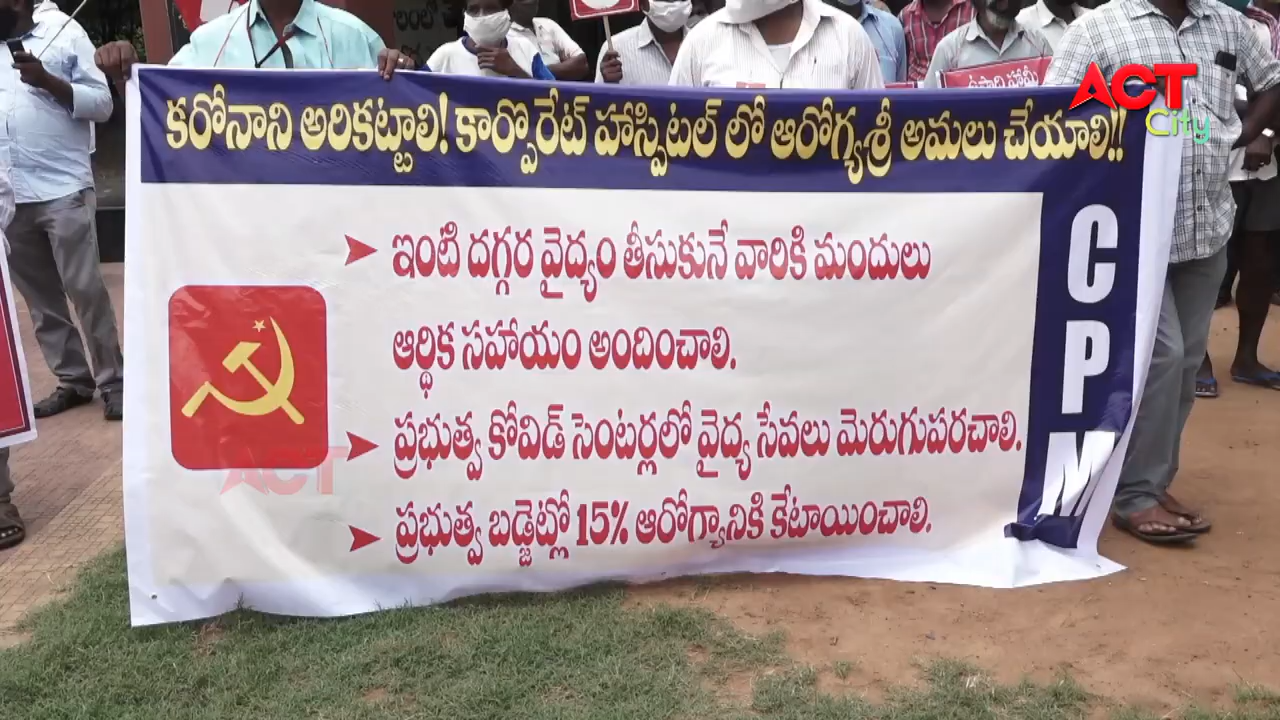 ACT
City
కరోనాని అరికట్టాలి! కార్పొరేట్ హాస్పిటల్ లో ఆరోగ్యశ్రీ అమలు చేయాలి!!
ఇంటి దగ్గర వైద్యం తీసుకునే వారికి మందులు
ఆర్థిక సహాయం అందించాలి.
ప్రభుత్వ కోవిడ్ సెంటర్లలో వైద్య సేవలు మెరుగుపరచాలి.
ప్రభుత్వ బడ్జెట్లో 15% ఆరోగ్యానికి కేటాయించాలి.
CPM
ACT